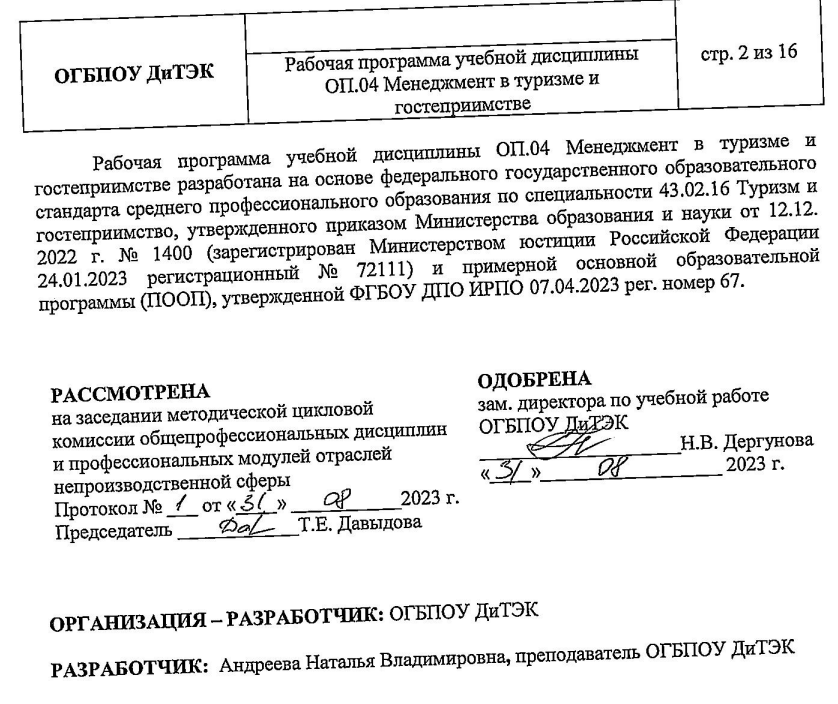 ОГБПОУ ДиТЭК
Рабочая программа учебной дисциплины
ОП.04 Менеджмент в туризме и
гостеприимстве
стр. 2 из 16
Рабочая программа учебной дисциплины ОП.04 Менеджмент в туризме и
гостеприимстве разработана на основе федерального государственного образовательного
стандарта среднего профессионального образования по специальности 43.02.16 Туризм и
гостеприимство, утвержденного приказом Министерства образования и науки от 12.12.
2022 г. № 1400 (зарегистрирован Министерством юстиции Российской Федерации
24.01.2023 регистрационный № 72111) и примерной основной образовательной
программы (ПООП), утвержденной ФГБОУ ДПО ИРПО 07.04.2023 рег. номер 67.
РАССМОТРЕНА
на заседании методической цикловой
комиссии общепрофессиональных дисциплин
и профессиональных модулей отраслей
непроизводственной сферы
Протокол № 1 от «31» 08 2023 г.
Председатель Т.Е. Давыдова
ОДОБРЕНА
зам. директора по учебной работе
ОГБПОУ ДиТЭК
Н.В. Дергунова
«31» 08 2023 г.
ОРГАНИЗАЦИЯ – РАЗРАБОТЧИК: ОГБПОУ ДиТЭК
РАЗРАБОТЧИК: Андреева Наталья Владимировна, преподаватель ОГБПОУ ДиТЭК